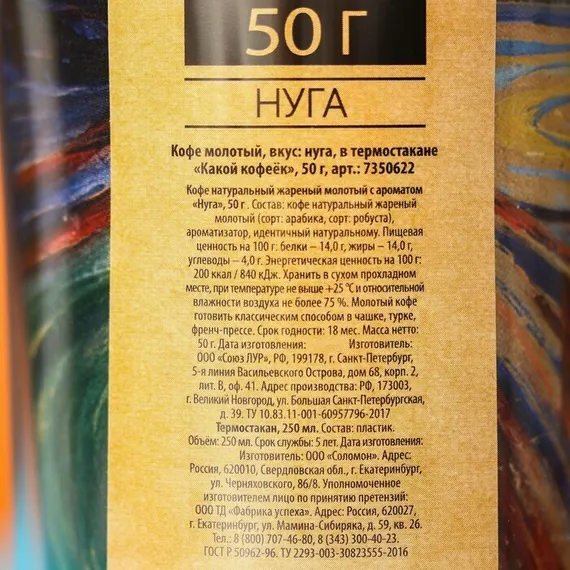 50 Г
НУГА
Кофе молотый, вкус: нуга, в термостакане
«Какой кофеёк», 50 г, арт.: 7350622
Кофе натуральный жареный молотый с ароматом
«Нуга», 50 г . Состав: кофе натуральный жареный
молотый (сорт: арабика, сорт: робуста),
ароматизатор, идентичный натуральному. Пищевая
ценность на 100 г: белки – 14,0 г, жиры – 14,0 г,
углеводы – 4,0 г. Энергетическая ценность на 100 г:
200 ккал / 840 кДж. Хранить в сухом прохладном
месте, при температуре не выше +25 °С и относительной
влажности воздуха не более 75 %. Молотый кофе
готовить классическим способом в чашке, турке,
френч-прессе. Срок годности: 18 мес. Масса нетто:
50 г. Дата изготовления: Изготовитель:
ООО «Союз ЛУР», РФ, 199178, г. Санкт-Петербург,
5-я линия Васильевского Острова, дом 68, корп. 2,
лит. В, оф. 41. Адрес производства: РФ, 173003,
г. Великий Новгород, ул. Большая Санкт-Петербургская,
д. 39. ТУ 10.83.11-001-60957796-2017
Термостакан, 250 мл. Состав: пластик.
Объём: 250 мл. Срок службы: 5 лет. Дата изготовления:
Изготовитель: ООО «Соломон». Адрес:
Россия, 620010, Свердловская обл., г. Екатеринбург,
ул. Черняховского, 86/8. Уполномоченное
изготовителем лицо по принятию претензий:
ООО ТД «Фабрика успеха». Адрес: Россия, 620027,
г. Екатеринбург, ул. Мамина-Сибиряка, д. 59, кв. 26.
Тел.: 8 (800) 707-46-80, 8 (343) 300-40-23.
ГОСТ Р 50962-96. ТУ 2293-003-30823555-2016